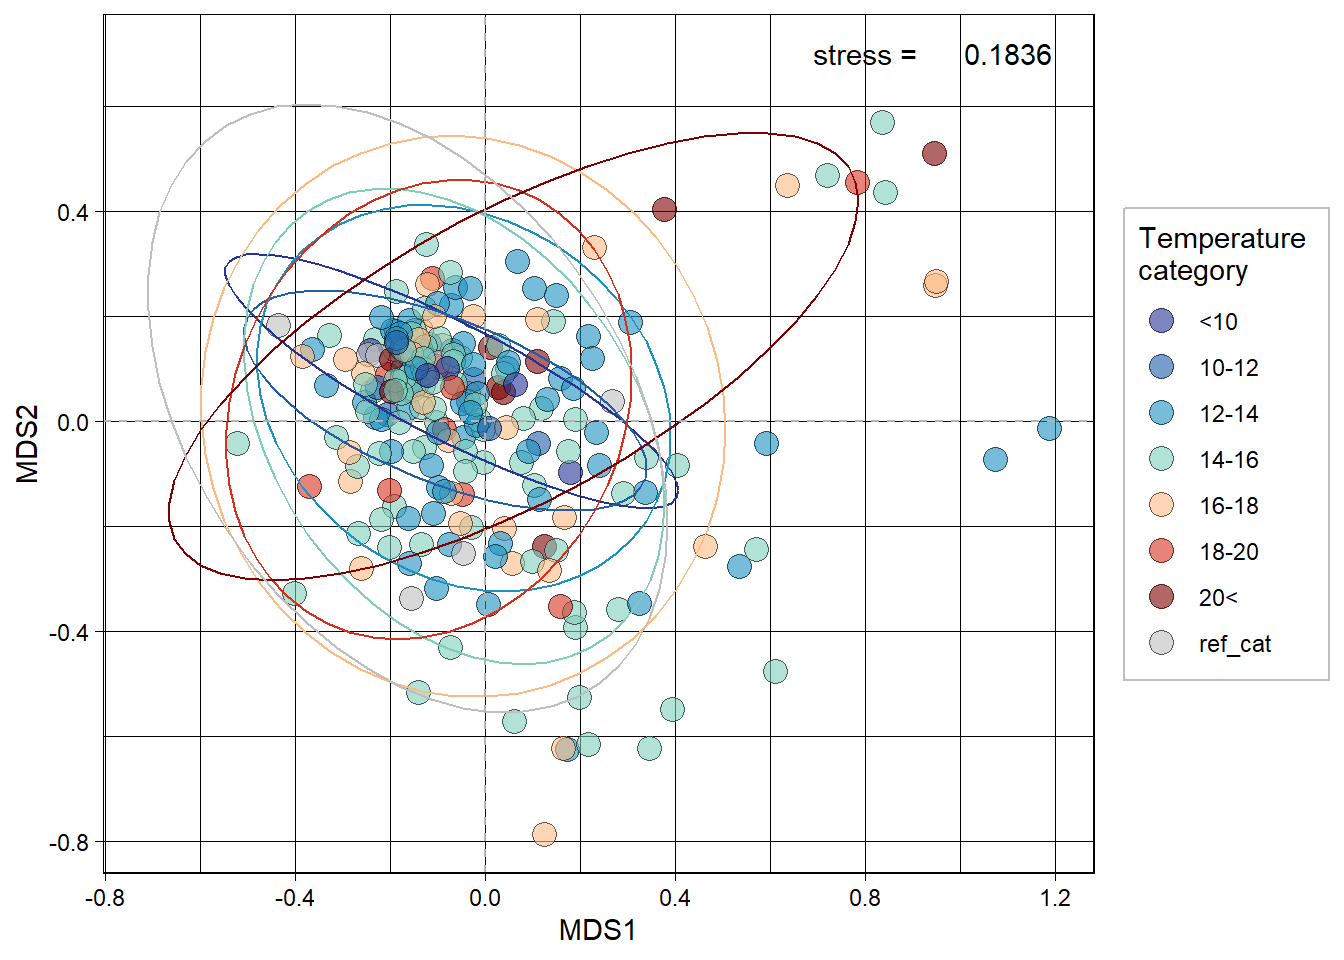 stress = 0.1836
MDS2
0.4
0.0
-0.4
-0.8
-0.8 -0.4 0.0 0.4 0.8 1.2
MDS1
Temperature
category
<10
10-12
12-14
14-16
16-18
18-20
20<
ref_cat